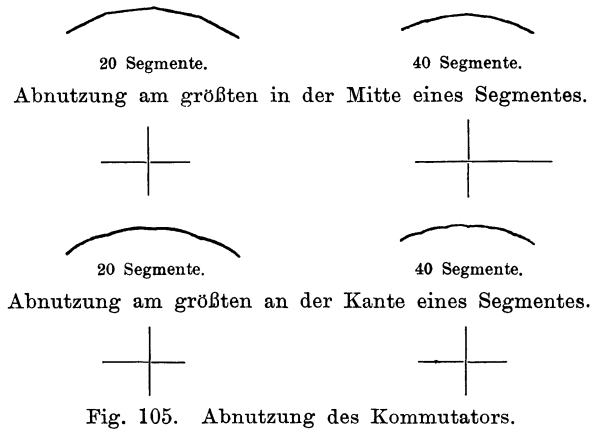 20 Segmente. 40 Segmente.
Abnutzung am größten in der Mitte eines Segmentes.
20 Segmente. 40 Segmente.
Abnutzung am größten an der Kante eines Segmentes.
Fig. 105. Abnutzung des Kommutators.